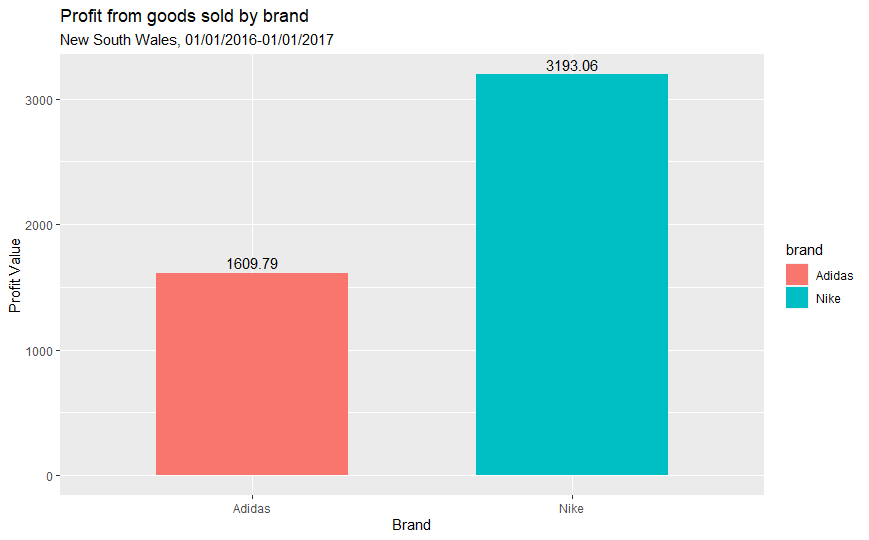 Profit from goods sold by brand
New South Wales, 01/01/2016-01/01/2017
3193.06
3000
2000
1609.79
1000
0
Profit Value
Adidas
Nike
Brand
brand
Adidas
Nike